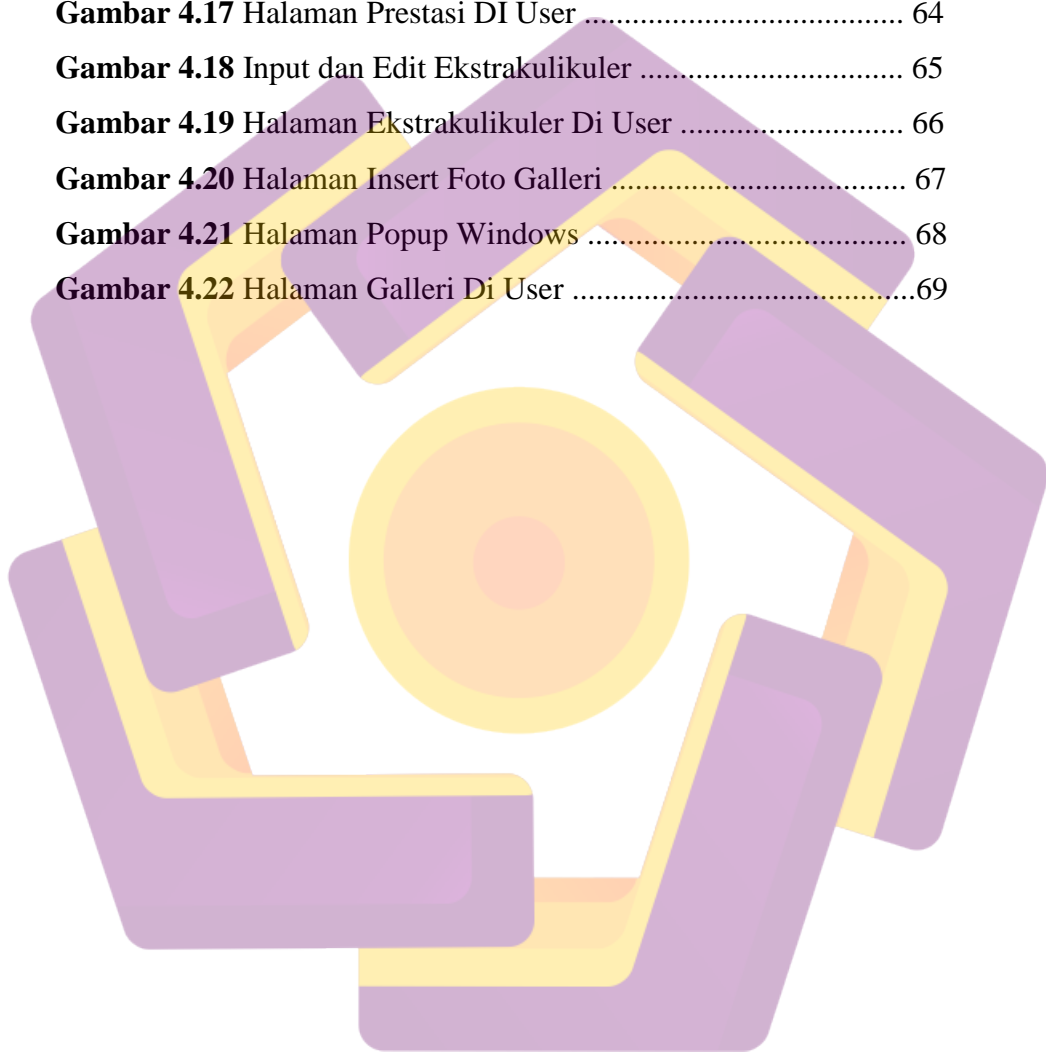 Gambar 4.17 Halaman Prestasi DI User ........................................ 64
Gambar 4.18 Input dan Edit Ekstrakulikuler ................................. 65
Gambar 4.19 Halaman Ekstrakulikuler Di User ............................ 66
Gambar 4.20 Halaman Insert Foto Galleri ..................................... 67
Gambar 4.21 Halaman Popup Windows ........................................ 68
Gambar 4.22 Halaman Galleri Di User ...........................................69